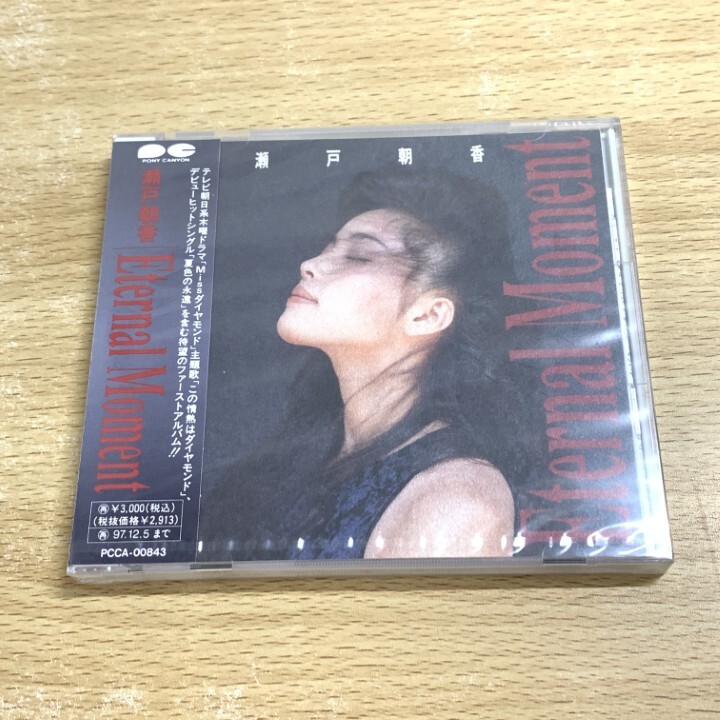 PONY CANYON
瀬戸朝香
Eternal Moment
テレビ朝日系木曜ドラマ「Missダイヤモンド」主題歌「この情熱はダイヤモンド」、
デビューヒットシングル「夏色の永遠」を含む待望のファーストアルバム!!
再 ¥3,000(税込)
(税抜価格¥2,913)
再 97.12.5 まで
PCCA-00843
瀬戸朝香
Eternal Moment